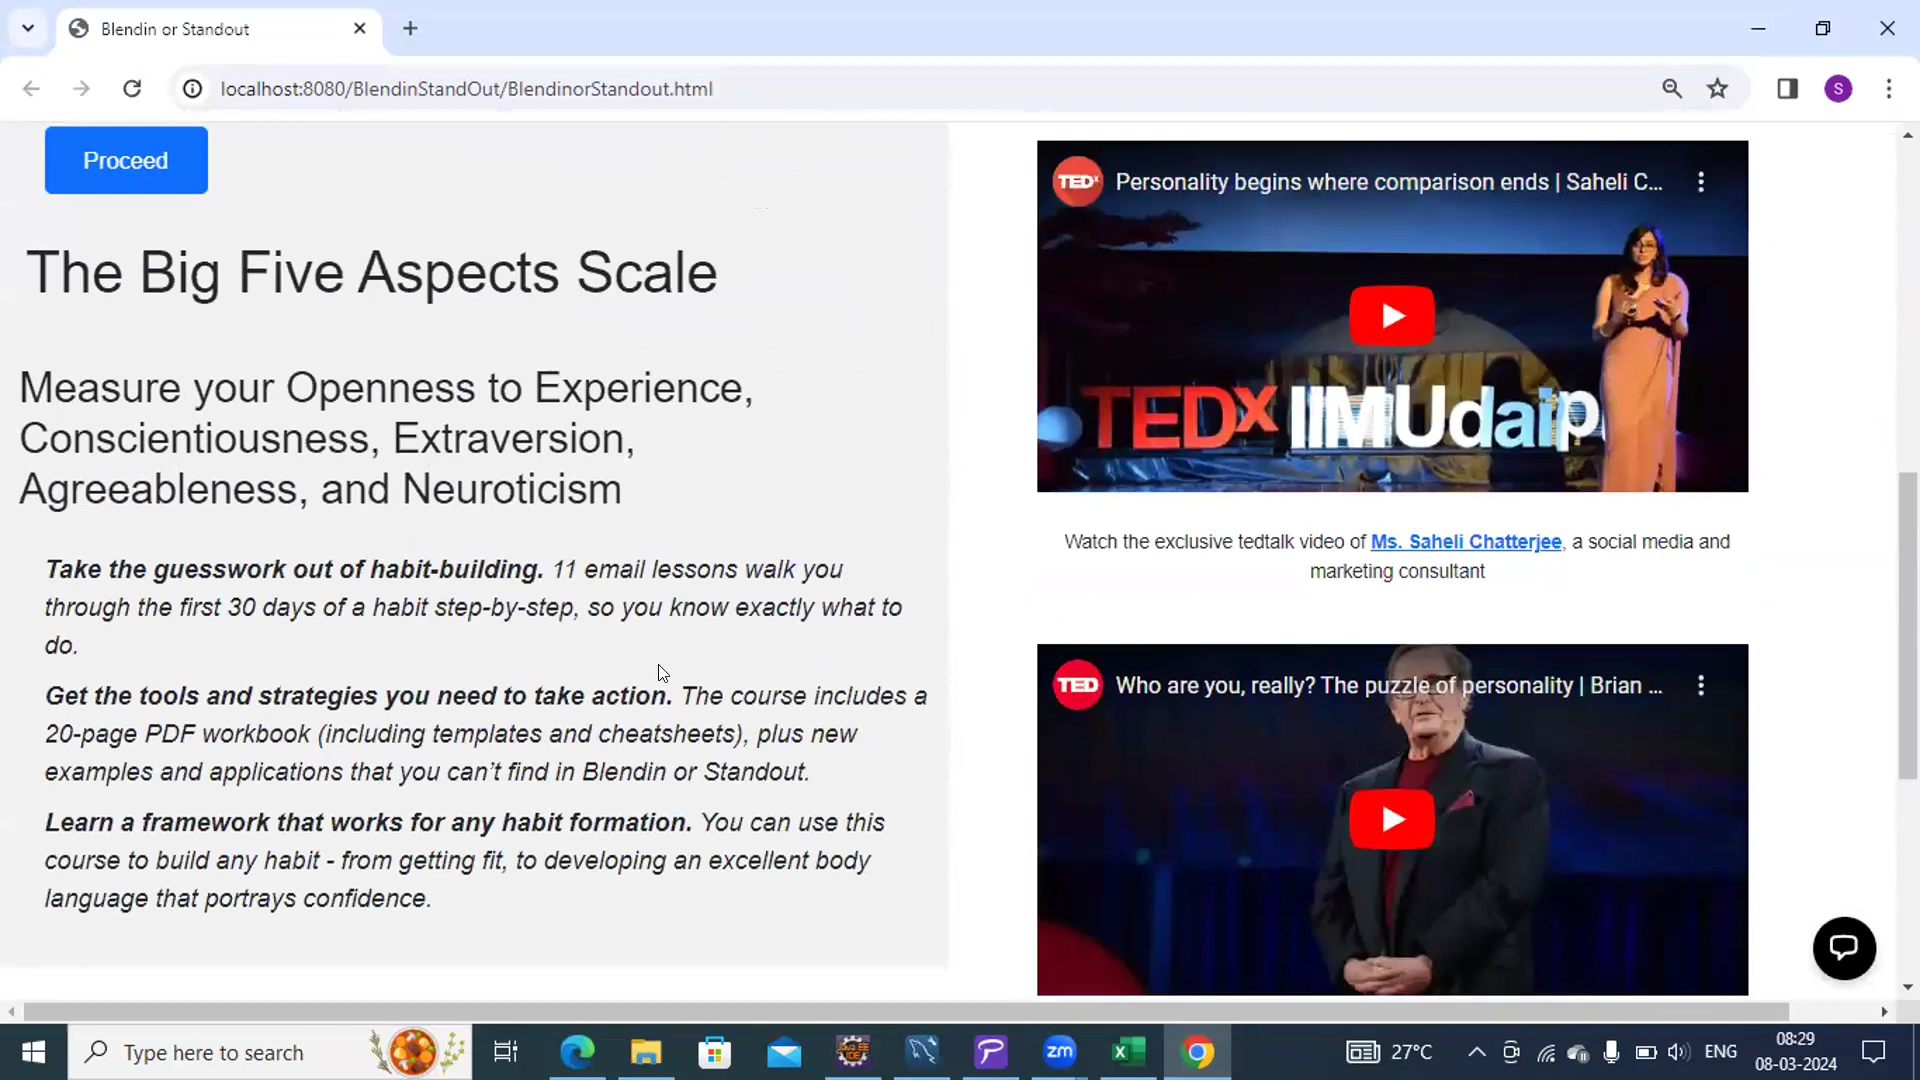 Blendin or Standout
localhost:8080/BlendinStandOut/BlendinorStandout.html
S
Proceed
The Big Five Aspects Scale
Measure your Openness to Experience,
Conscientiousness, Extraversion,
Agreeableness, and Neuroticism
Take the guesswork out of habit-building. 11 email lessons walk you
through the first 30 days of a habit step-by-step, so you know exactly what to
do.
Get the tools and strategies you need to take action. The course includes a
20-page PDF workbook (including templates and cheatsheets), plus new
examples and applications that you can’t find in Blendin or Standout.
Learn a framework that works for any habit formation. You can use this
course to build any habit - from getting fit, to developing an excellent body
language that portrays confidence.
TEDx
Personality begins where comparison ends | Saheli C...
TEDx IIMUdaip
Watch the exclusive tedtalk video of Ms. Saheli Chatterjee, a social media and
marketing consultant
TED
Who are you, really? The puzzle of personality | Brian ...
Type here to search
Java EE
IDE
zm
27°C
ENG
08:29
08-03-2024